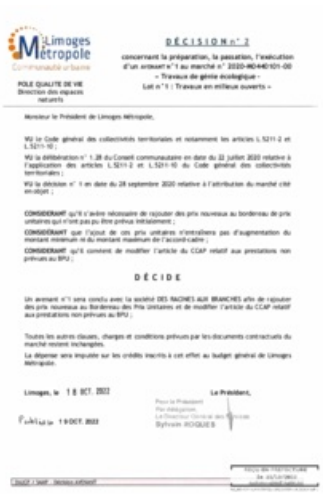 Limoges
Métropole
Communauté urbaine
POLE QUALITE DE VIE
Direction des espaces
naturels
DÉCISION n° 2
concernant la préparation, la passation, l'exécution
d'un AVENANT n°1 au marché n° 2020-M0440101-00
« Travaux de génie écologique -
Lot n°1 : Travaux en milieux ouverts »
Monsieur le Président de Limoges Métropole,
VU le Code général des collectivités territoriales et notamment les articles L.5211-2 et
L.5211-10 ;
VU la délibération n° 1.28 du Conseil communautaire en date du 22 juillet 2020 relative à
l'application des articles L.5211-2 et L.5211-10 du Code général des collectivités
territoriales ;
VU la décision n° 1 en date du 28 septembre 2020 relative à l'attribution du marché cité
en objet ;
CONSIDERANT qu'il s'avère nécessaire de rajouter des prix nouveaux au bordereau de prix
unitaires qui n'ont pas pu être prévus initialement ;
CONSIDERANT que l'ajout de ces prix unitaires n'entraînera pas d'augmentation du
montant minimum ni du montant maximum de l'accord-cadre ;
CONSIDERANT qu'il convient de modifier l'article du CCAP relatif aux prestations non
prévues au BPU ;
DÉCIDE
Un avenant n°1 sera conclu avec la société DES RACINES AUX BRANCHES afin de rajouter
des prix nouveaux au Bordereau des Prix Unitaires et de modifier l'article du CCAP relatif
aux prestations non prévues au BPU ;
Toutes les autres clauses, charges et conditions prévues par les documents contractuels du
marché restent inchangées.
La dépense sera imputée sur les crédits inscrits à cet effet au budget général de Limoges
Métropole.
Limoges, le 18 OCT. 2022
Le Président,
Pour le Président
Par délégation,
Le Directeur Général des Services
Sylvain ROQUES
Publié le 19 OCT. 2022